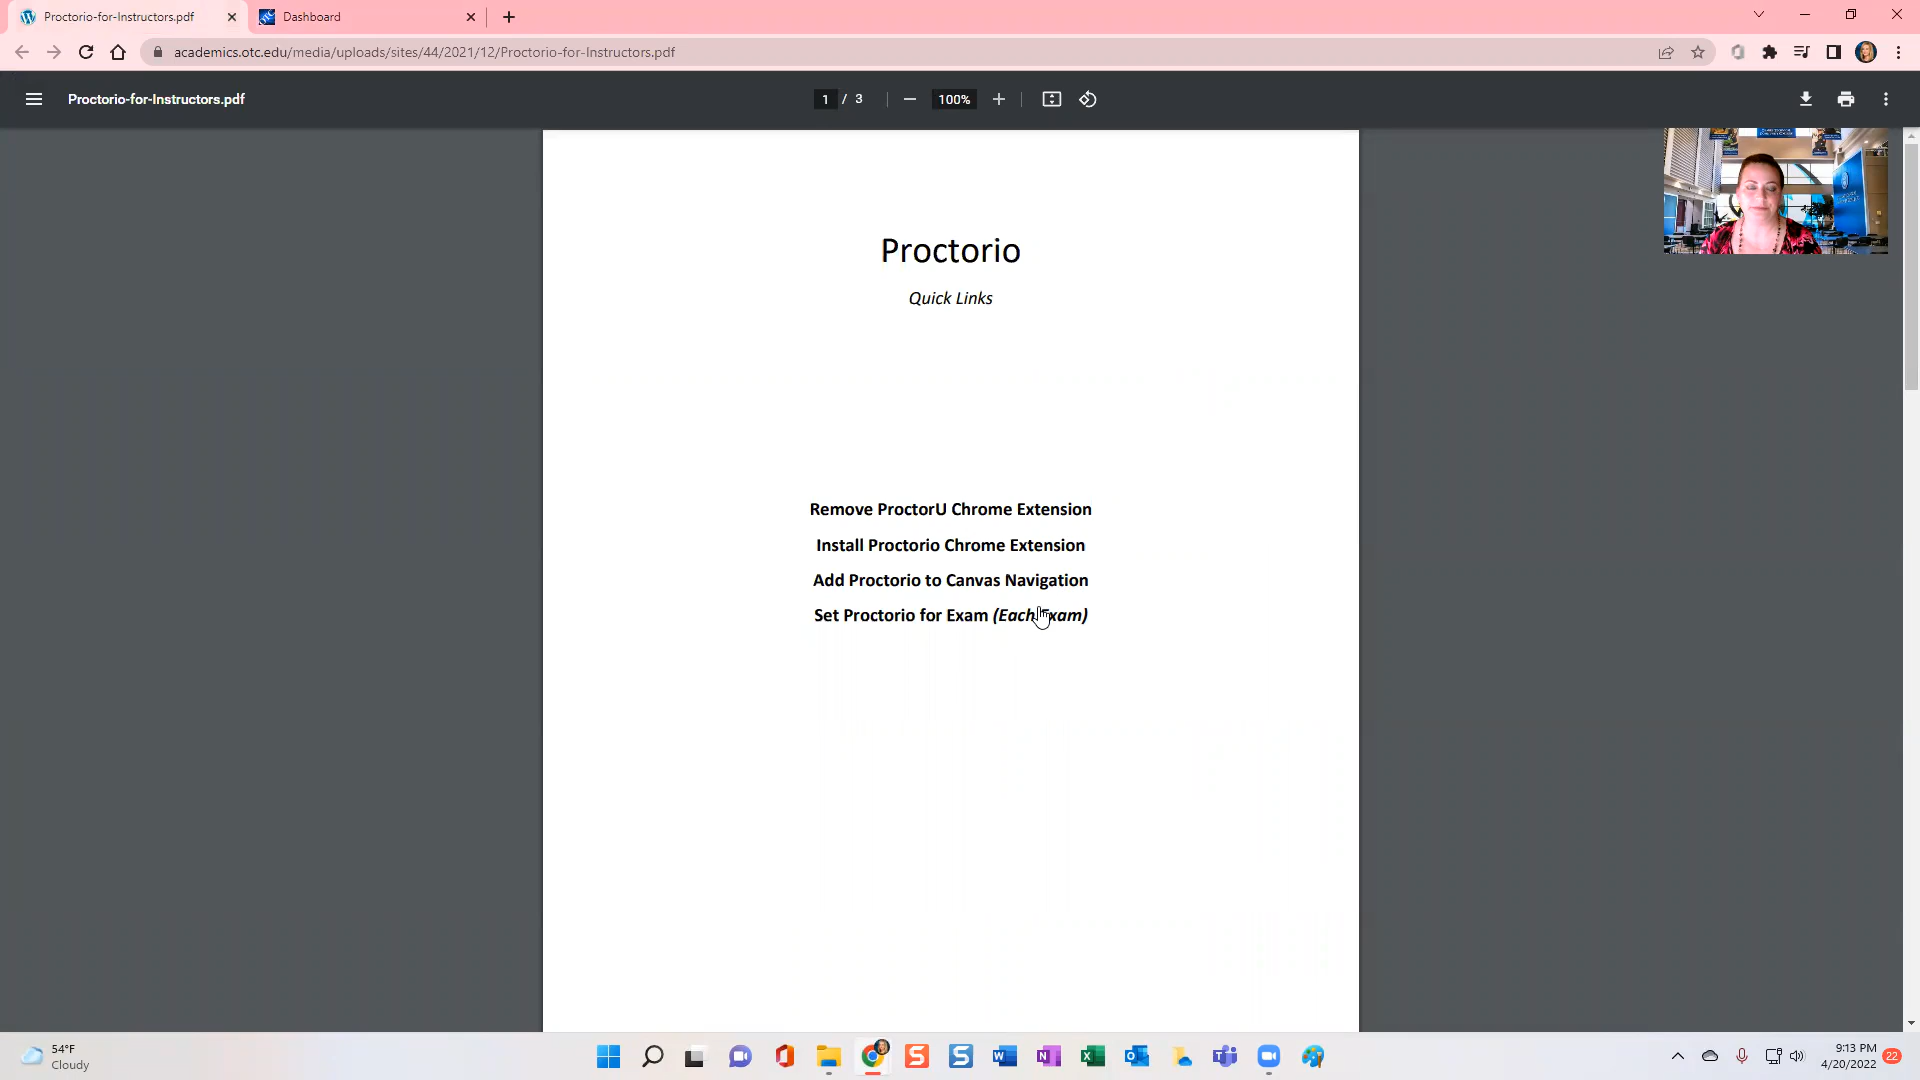 Proctorio-for-Instructors.pdf
Dashboard
academics.otc.edu/media/uploads/sites/44/2021/12/Proctorio-for-Instructors.pdf
Proctorio-for-Instructors.pdf
1 / 3
100%
Proctorio
Quick Links
Remove ProctorU Chrome Extension
Install Proctorio Chrome Extension
Add Proctorio to Canvas Navigation
Set Proctorio for Exam (Each Exam)
54°F
Cloudy
9:13 PM
4/20/2022
22